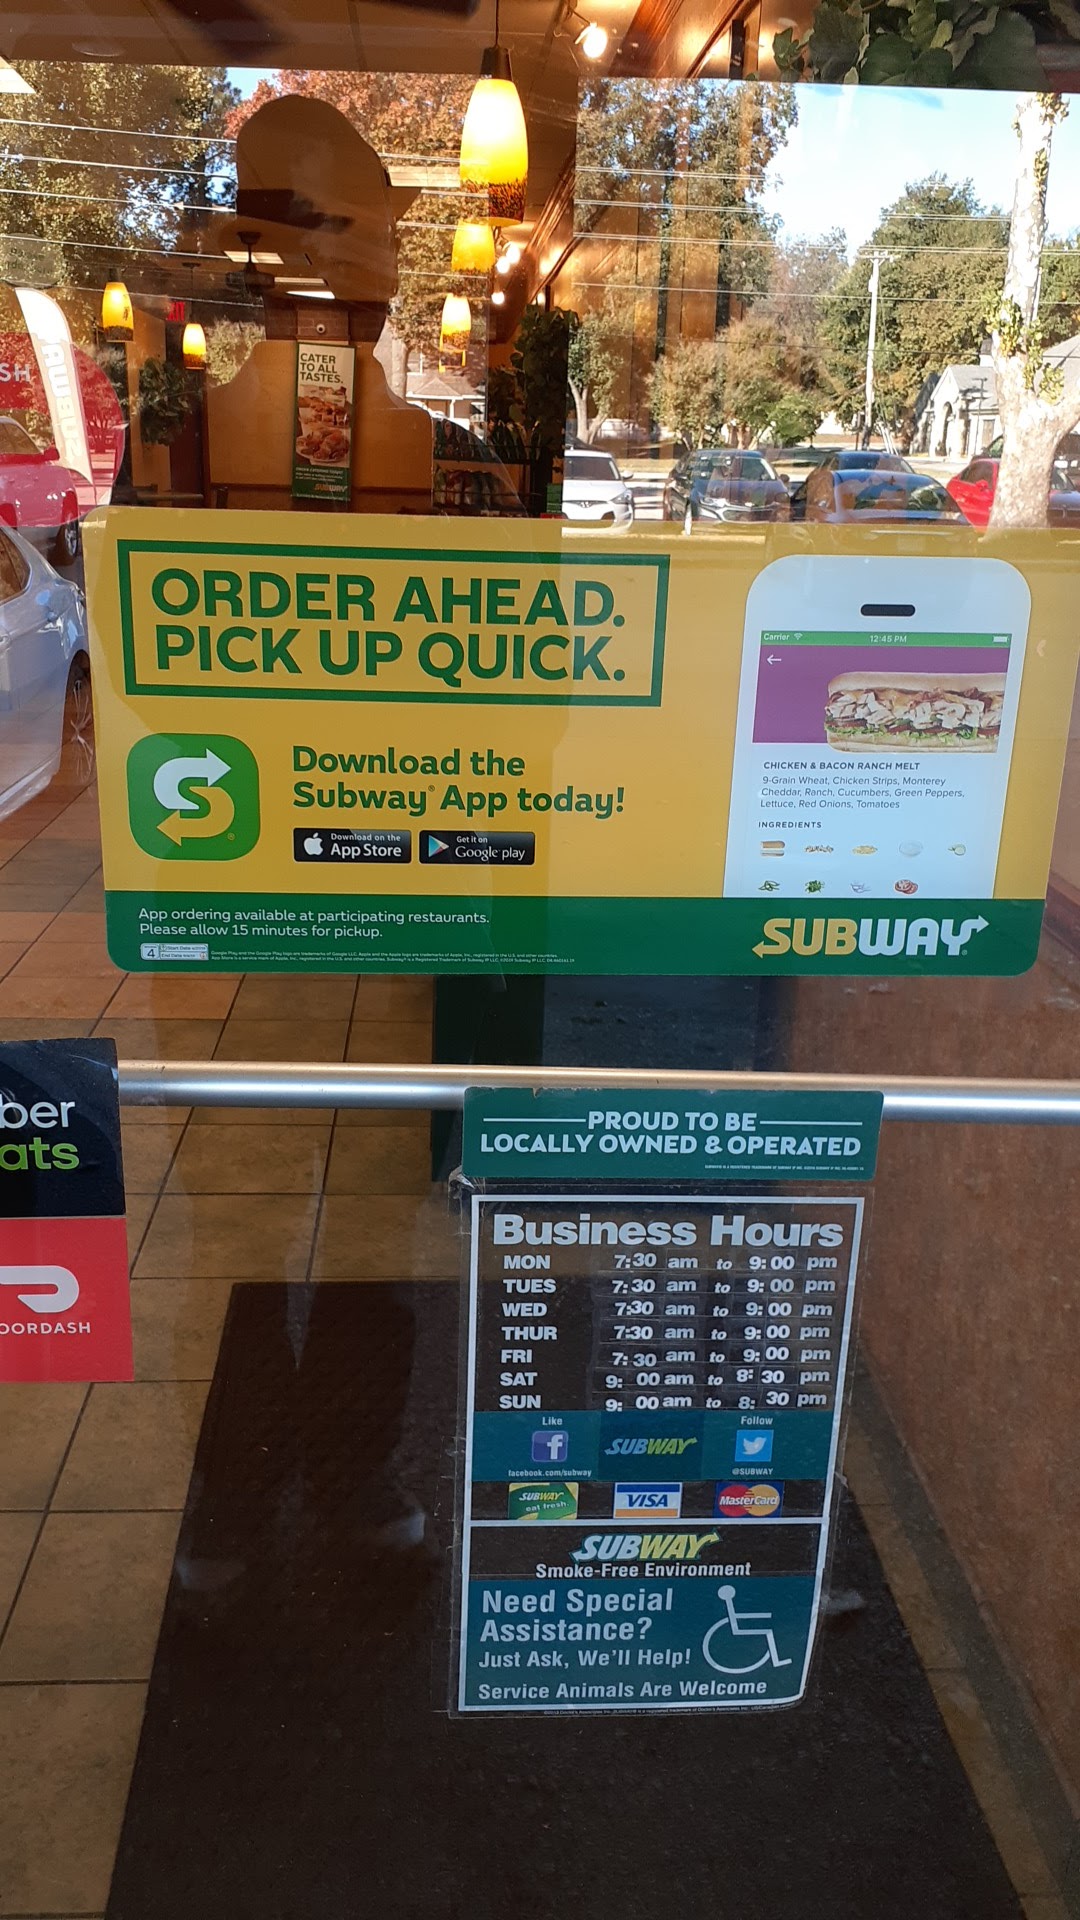 EXIT
SH
CATER
TO ALL
TASTES.
SUBWAY
ORDER AHEAD.
PICK UP QUICK.
Download the
Subway® App today!
Download on the
App Store
Get it on
Google play
Carrier 12:45 PM
CHICKEN & BACON RANCH MELT
9-Grain Wheat, Chicken Strips, Monterey
Cheddar, Ranch, Cucumbers, Green Peppers,
Lettuce, Red Onions, Tomatoes
INGREDIENTS
App ordering available at participating restaurants.
Please allow 15 minutes for pickup.
4
SUBWAY
ber
ats
OORDASH
PROUD TO BE
LOCALLY OWNED & OPERATED
Business Hours
MON 7:30 am to 9:00 pm
TUES 7:30 am to 9:00 pm
WED 7:30 am to 9:00 pm
THUR 7:30 am to 9:00 pm
FRI 7:30 am to 9:00 pm
SAT 9:00 am to 8:30 pm
SUN 9:00 am to 8:30 pm
Like
facebook.com/subway
SUBWAY
Follow
@SUBWAY
SUBWAY
eat fresh.
VISA
MasterCard
SUBWAY
Smoke-Free Environment
Need Special
Assistance?
Just Ask, We'll Help!
Service Animals Are Welcome